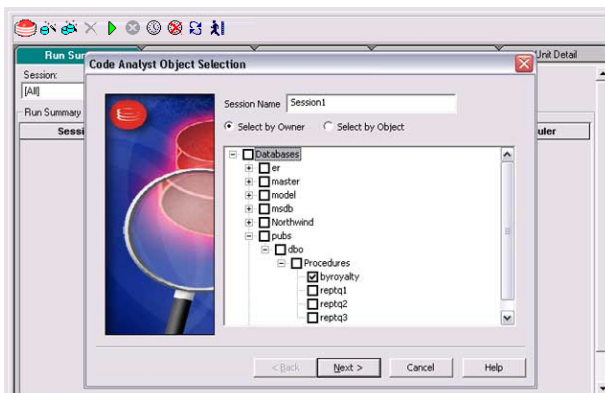 Run Sum
Unit Detail
Session:
[All]
Run Summary
Sessi
uler
Code Analyst Object Selection
Session Name Session1
Select by Owner Select by Object
Databases
er
master
model
msdb
Northwind
pubs
dbo
Procedures
byroyalty
reptq1
reptq2
reptq3
< Back Next > Cancel Help